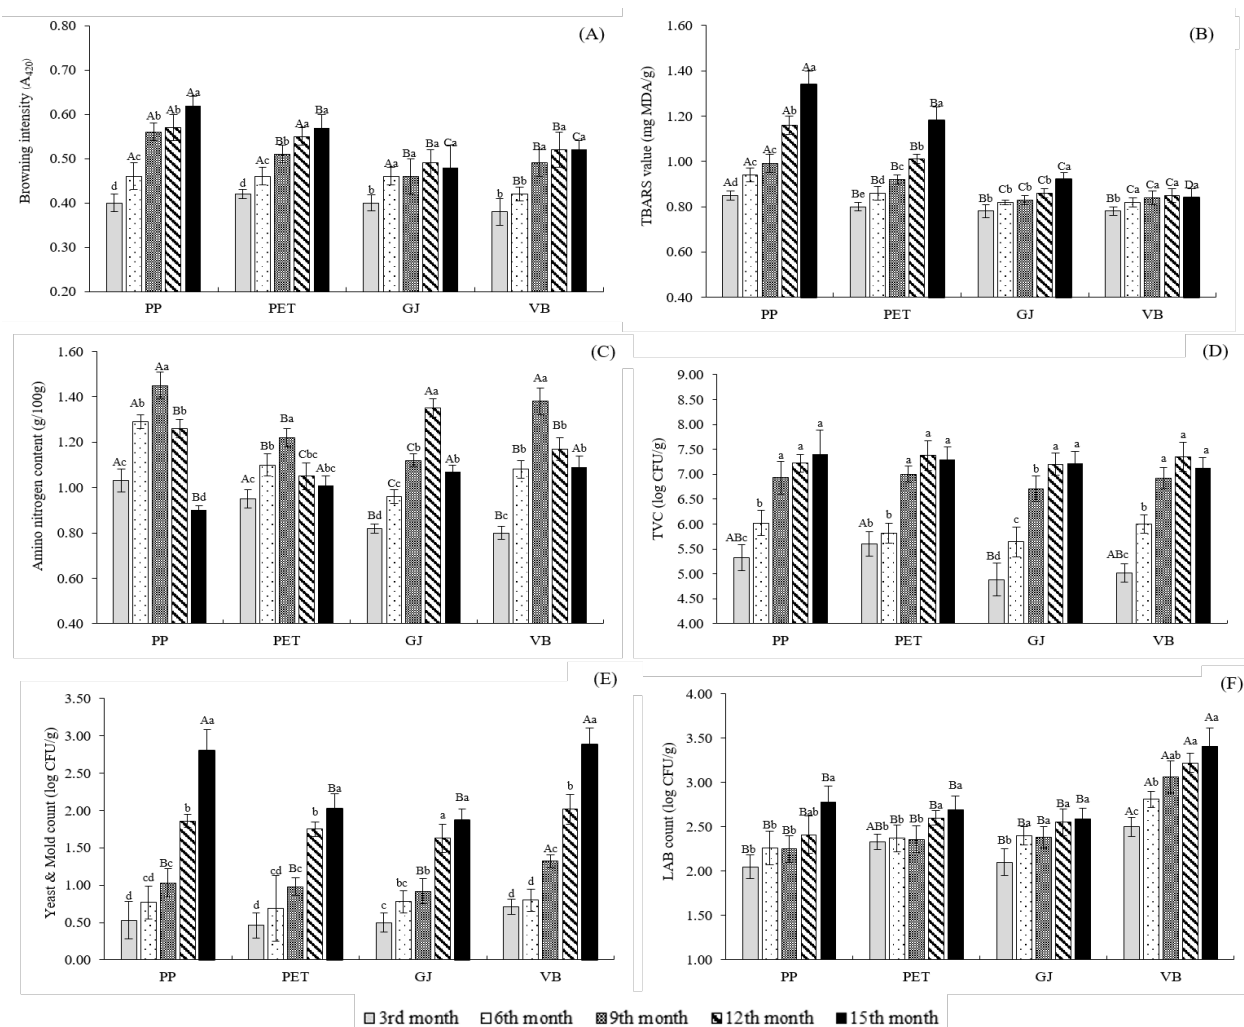 (A)
Browning intensity (A420)
0.80
0.70
0.60
0.50
0.40
0.30
0.20
d Ac Ab Ab Aa
d Ac Bb Aa Ba
b Aa Ba Ba Ca
b Bb Ba Ba Ca
PP PET GJ VB
(B)
TBARS value (mg MDA/g)
1.60
1.40
1.20
1.00
0.80
0.60
0.40
Ad Ac Ac Ab Aa
Be Bd Bc Bb Ba
Bb Cb Cb Cb Ca
Bb Ca Ca Ca Da
PP PET GJ VB
(C)
Amino nitrogen content (g/100g)
1.60
1.40
1.20
1.00
0.80
0.60
0.40
Ac Ab Aa Bb Bd
Ac Bb Ba Cbc Abc
Bd Cc Cb Aa Ab
Bc Bb Aa Bb Ab
PP PET GJ VB
(D)
TVC (log CFU/g)
9.00
8.50
8.00
7.50
7.00
6.50
6.00
5.50
5.00
4.50
4.00
ABc b a a a
Ab b a a a
Bd c b a a
ABc b a a a
PP PET GJ VB
(E)
Yeast & Mold count (log CFU/g)
3.50
3.00
2.50
2.00
1.50
1.00
0.50
0.00
d cd Bc b Aa
d cd Bc b Ba
c bc Bb a Ba
d d Ac b Aa
PP PET GJ VB
(F)
LAB count (log CFU/g)
4.00
3.50
3.00
2.50
2.00
1.50
1.00
Bb Bb Bb Bab Ba
ABb Bb Bb Ba Ba
Bb Ba Ba Ba Ba
Ac Ab Aab Aa Aa
PP PET GJ VB
3rd month 6th month 9th month 12th month 15th month